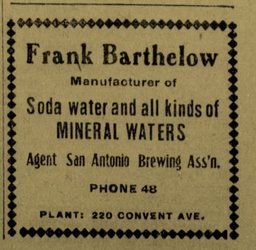 Frank Barthelow
Manufacturer of
Soda water and all kinds of
MINERAL WATERS
Agent San Antonio Brewing Ass'n.
PHONE 48
PLANT: 220 CONVENT AVE.